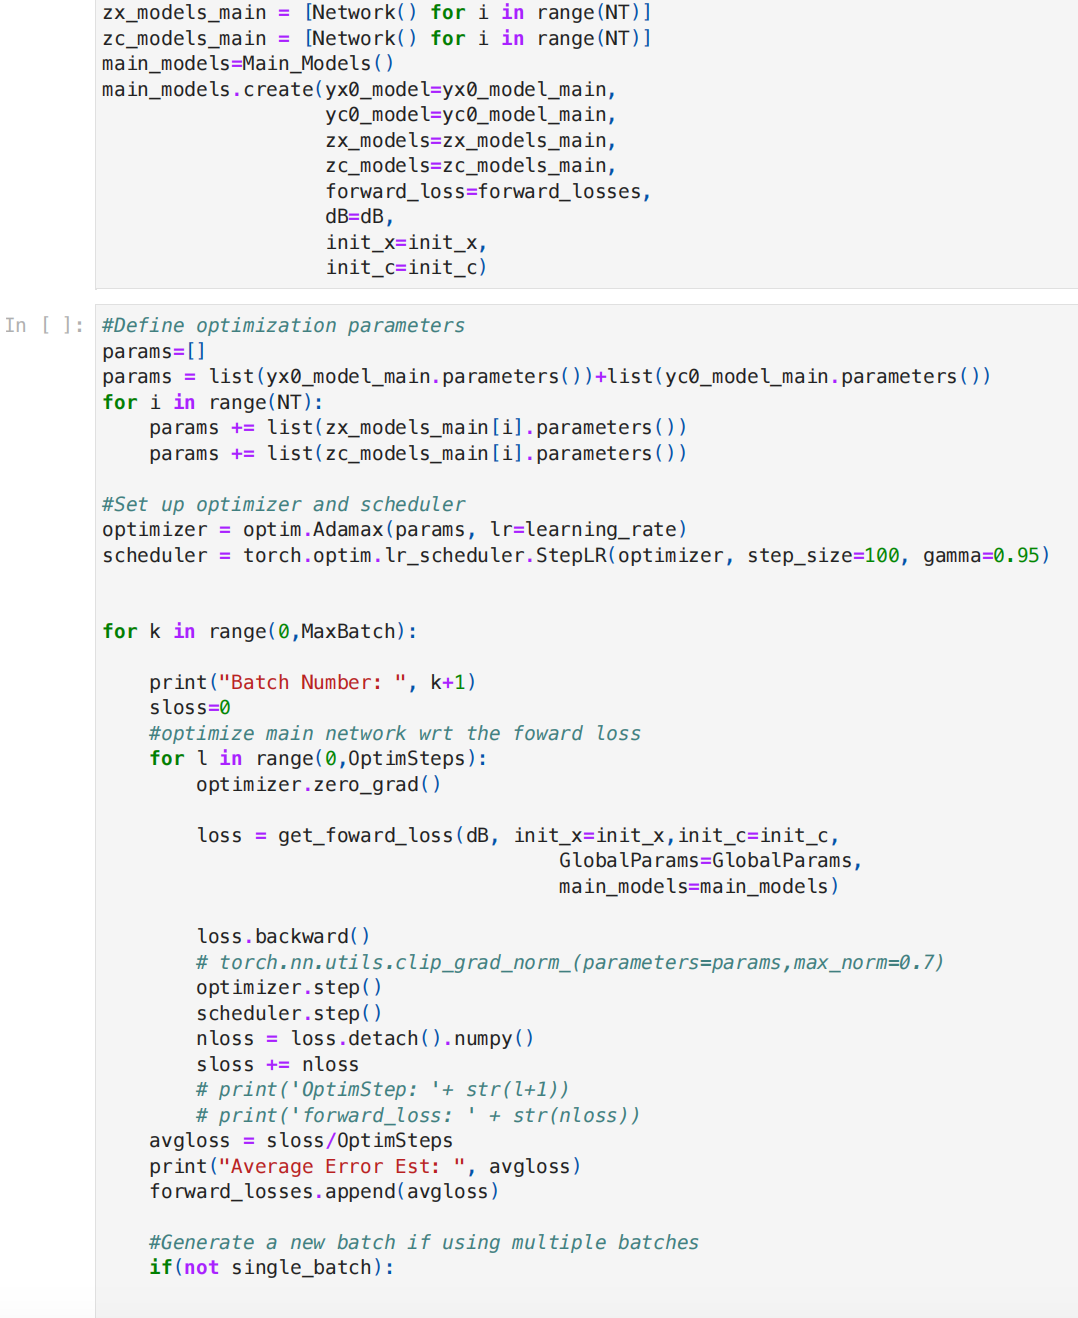 zx_models_main = [Network() for i in range(NT)]
zc_models_main = [Network() for i in range(NT)]
main_models=Main_Models()
main_models.create(yx0_model=yx0_model_main,
                   yc0_model=yc0_model_main,
                   zx_models=zx_models_main,
                   zc_models=zc_models_main,
                   forward_loss=forward_losses,
                   dB=dB,
                   init_x=init_x,
                   init_c=init_c)
In [ ]:
#Define optimization parameters
params=[]
params = list(yx0_model_main.parameters())+list(yc0_model_main.parameters())
for i in range(NT):
    params += list(zx_models_main[i].parameters())
    params += list(zc_models_main[i].parameters())

#Set up optimizer and scheduler
optimizer = optim.Adamax(params, lr=learning_rate)
scheduler = torch.optim.lr_scheduler.StepLR(optimizer, step_size=100, gamma=0.95)


for k in range(0,MaxBatch):

    print("Batch Number: ", k+1)
    sloss=0
    #optimize main network wrt the foward loss
    for l in range(0,OptimSteps):
        optimizer.zero_grad()

        loss = get_foward_loss(dB, init_x=init_x,init_c=init_c,
                                       GlobalParams=GlobalParams,
                                       main_models=main_models)

        loss.backward()
        # torch.nn.utils.clip_grad_norm_(parameters=params,max_norm=0.7)
        optimizer.step()
        scheduler.step()
        nloss = loss.detach().numpy()
        sloss += nloss
        # print('OptimStep: '+ str(l+1))
        # print('forward_loss: ' + str(nloss))
    avgloss = sloss/OptimSteps
    print("Average Error Est: ", avgloss)
    forward_losses.append(avgloss)

    #Generate a new batch if using multiple batches
    if(not single_batch):